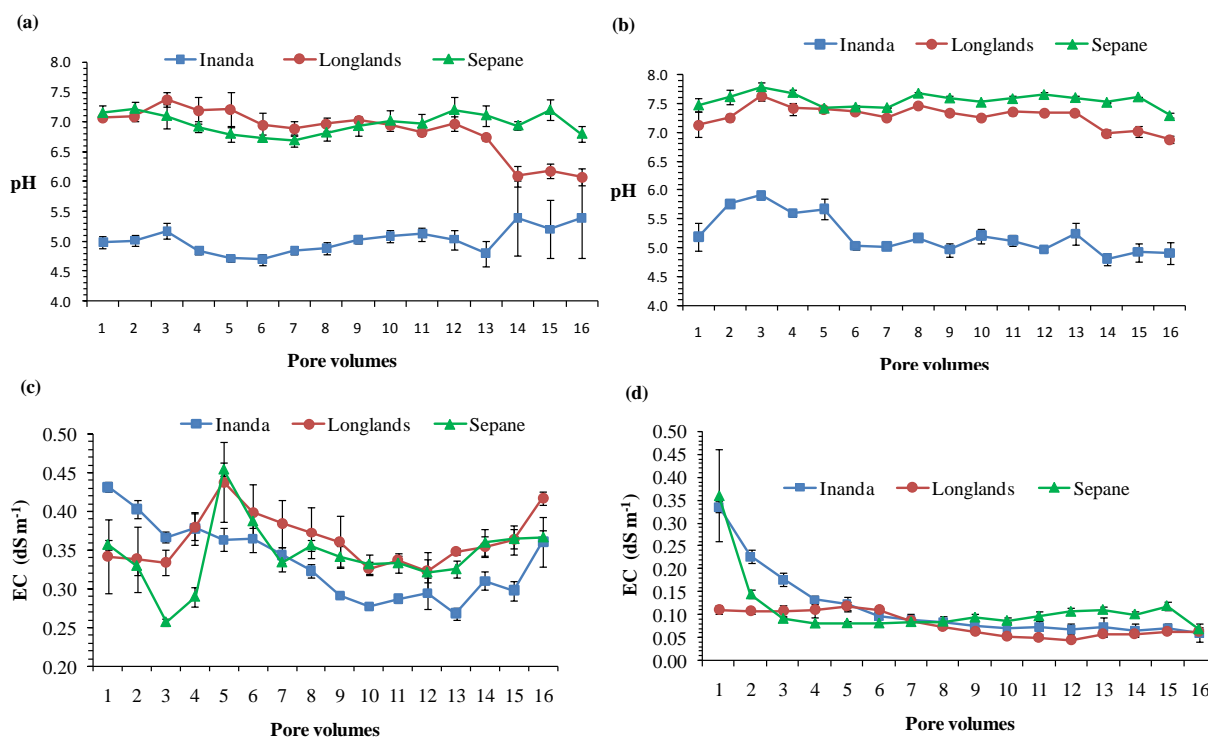 (a)
Inanda Longlands Sepane
8.0
7.5
7.0
6.5
6.0
5.5
5.0
4.5
4.0
pH
1 2 3 4 5 6 7 8 9 10 11 12 13 14 15 16
Pore volumes
(b)
Inanda Longlands Sepane
8.0
7.5
7.0
6.5
6.0
5.5
5.0
4.5
4.0
pH
1 2 3 4 5 6 7 8 9 10 11 12 13 14 15 16
Pore volumes
(c)
Inanda Longlands Sepane
0.50
0.45
0.40
0.35
0.30
0.25
0.20
EC (dS m-1)
1 2 3 4 5 6 7 8 9 10 11 12 13 14 15 16
Pore volumes
(d)
Inanda Longlands Sepane
0.50
0.45
0.40
0.35
0.30
0.25
0.20
0.15
0.10
0.05
0.00
EC (dS m-1)
1 2 3 4 5 6 7 8 9 10 11 12 13 14 15 16
Pore volumes